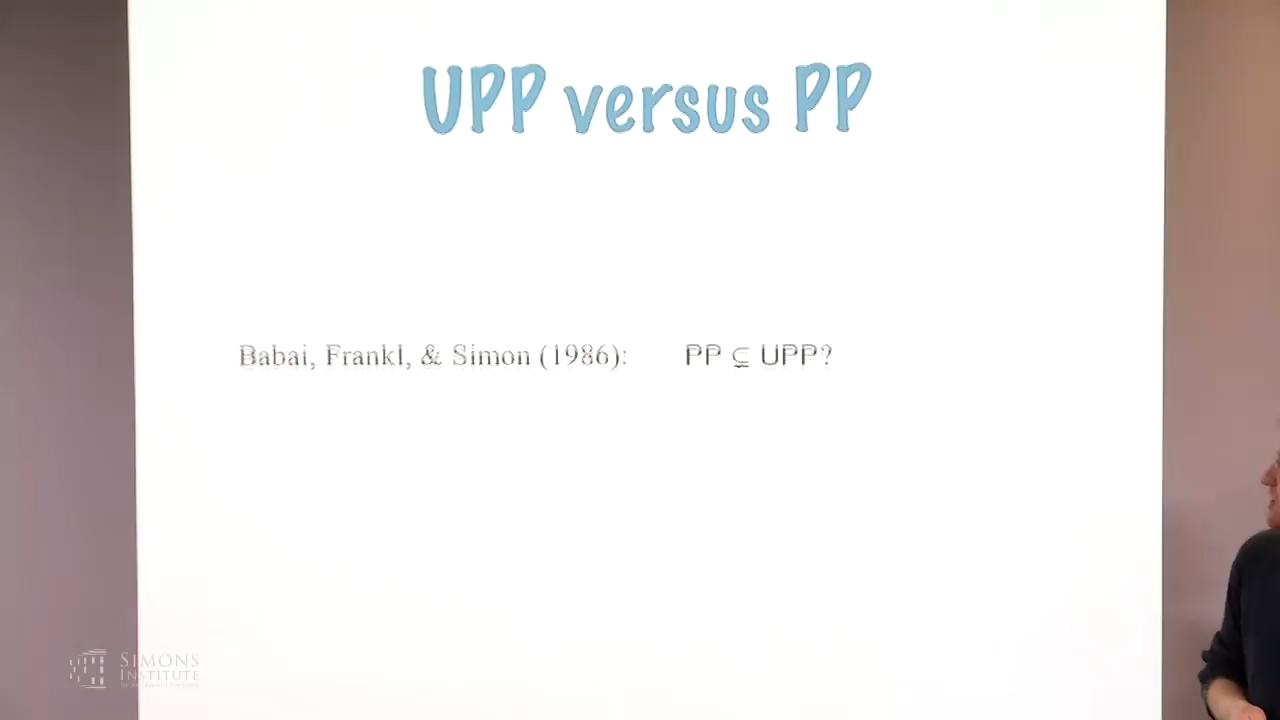 UPP versus PP
Babai, Frankl, & Simon (1986): PP ⊊ UPP?
SIMONS
INSTITUTE